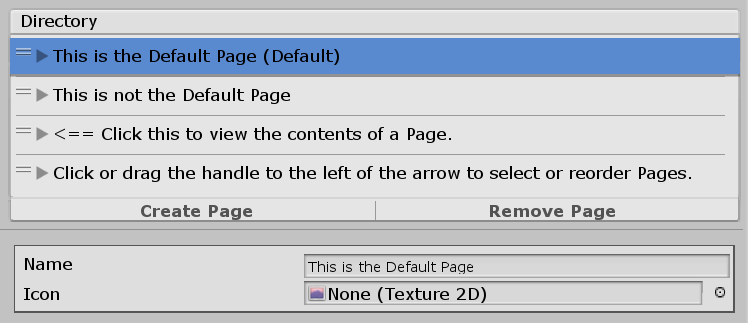 Directory
This is the Default Page (Default)
This is not the Default Page
<== Click this to view the contents of a Page.
Click or drag the handle to the left of the arrow to select or reorder Pages.
Create Page Remove Page
Name This is the Default Page
Icon None (Texture 2D)